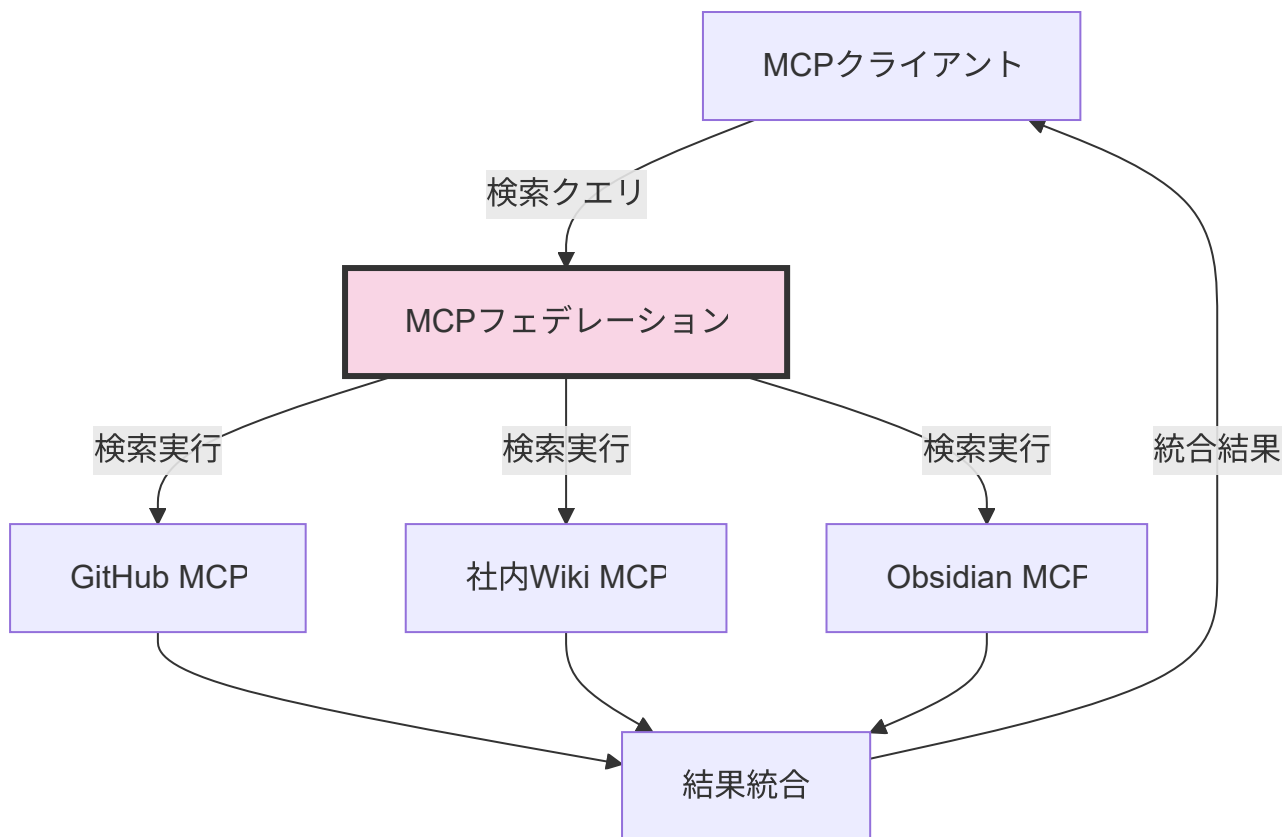 MCPクライアント
検索クエリ
MCPフェデレーション
検索実行
検索実行
検索実行
統合結果
GitHub MCP
社内Wiki MCP
Obsidian MCP
結果統合